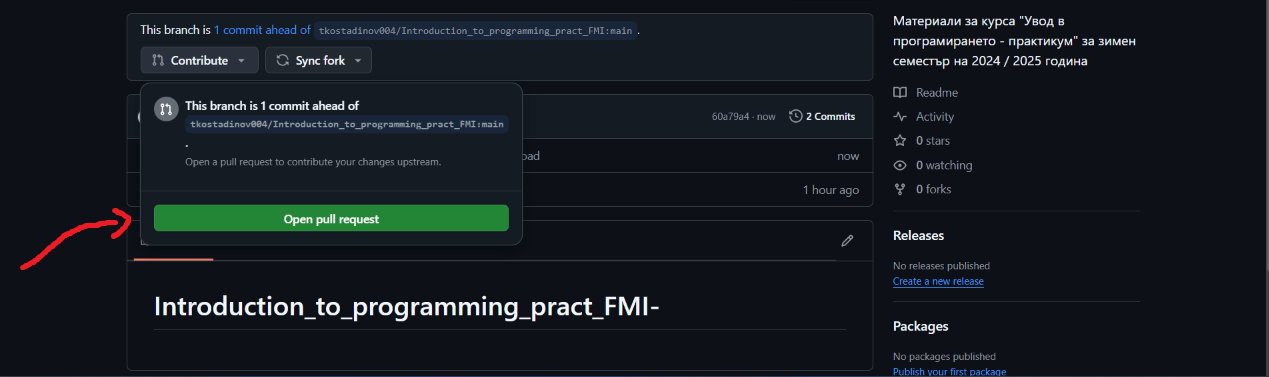 This branch is 1 commit ahead of tkostadinov004/Introduction_to_programming_pract_FMI:main .
Contribute
Sync fork
This branch is 1 commit ahead of
tkostadinov004/Introduction_to_programming_pract_FMI:main
.
Open a pull request to contribute your changes upstream.
Open pull request
60a79a4 · now
2 Commits
now
1 hour ago
Introduction_to_programming_pract_FMI-
Материали за курса "Увод в
програмирането - практикум" за зимен
семестър на 2024 / 2025 година
Readme
Activity
0 stars
0 watching
0 forks
Releases
No releases published
Create a new release
Packages
No packages published
Publish your first package